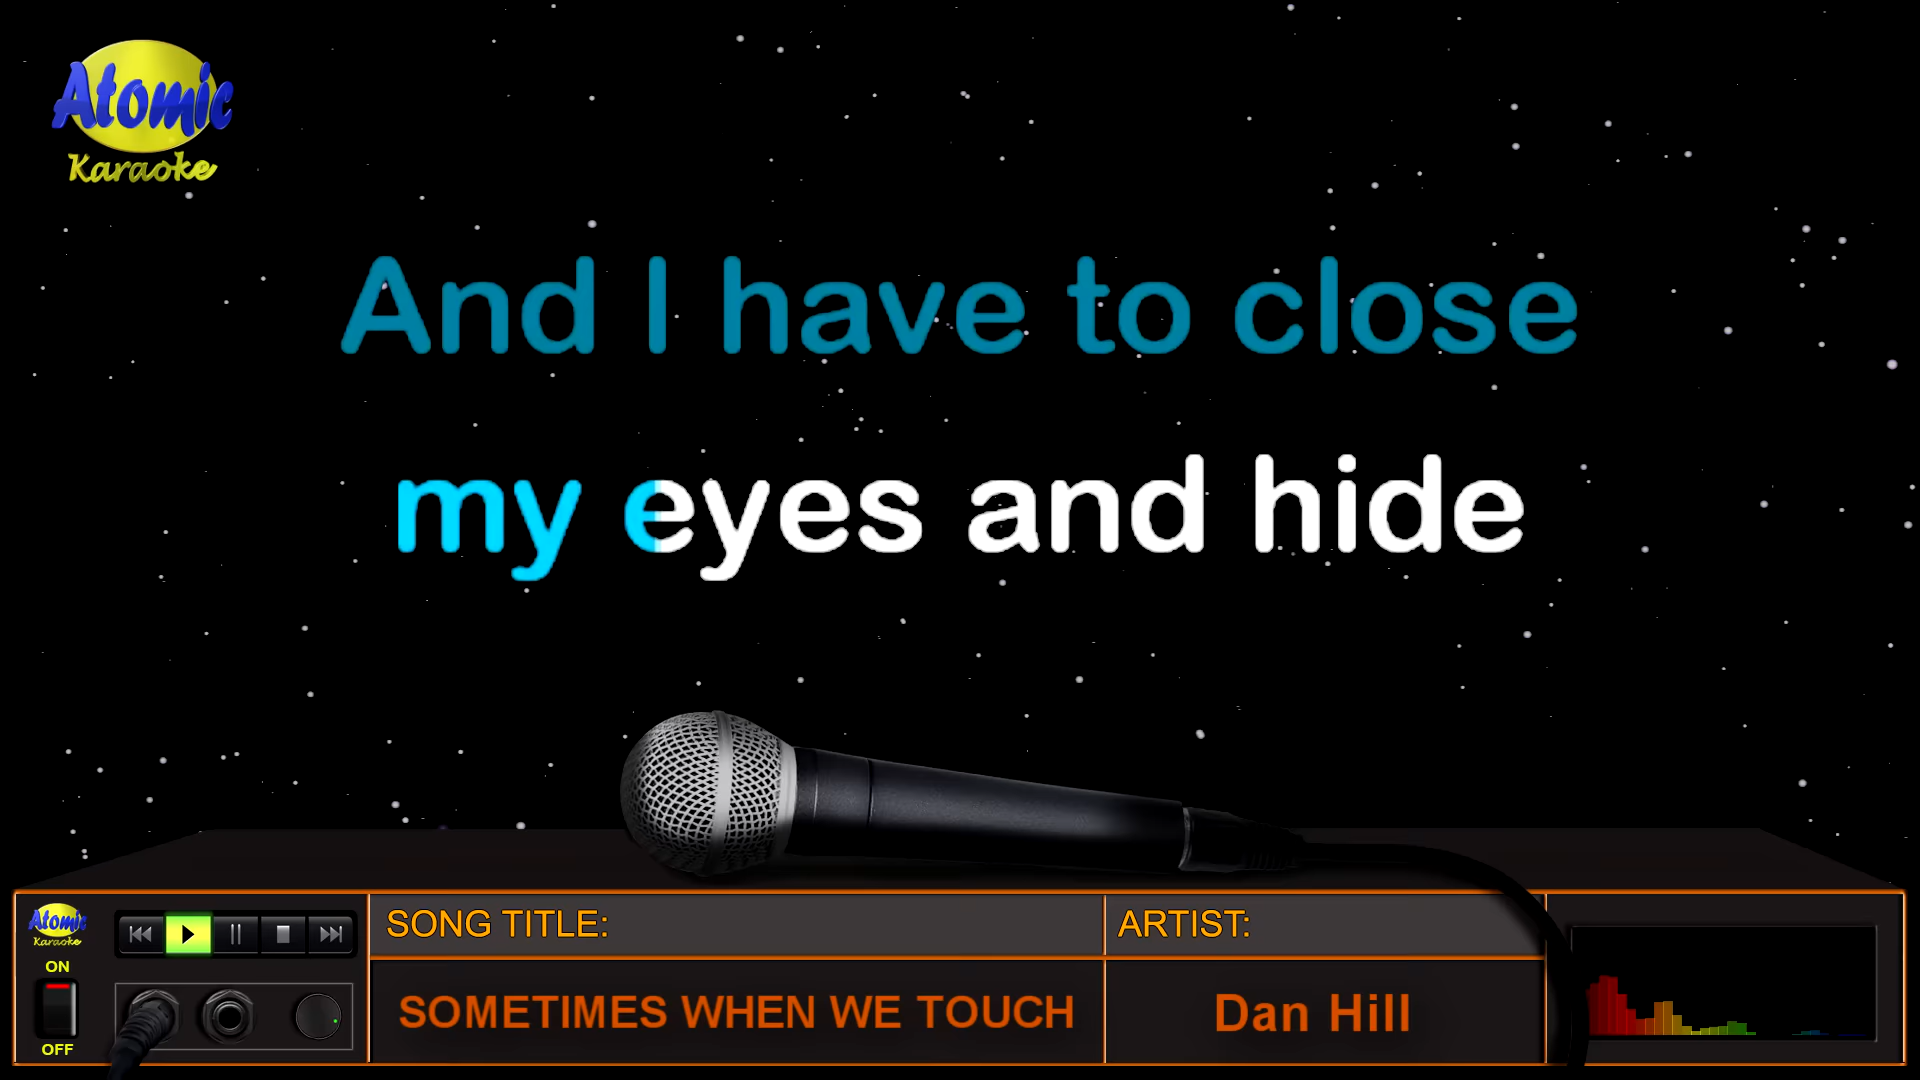 Atomic
Karaoke
And I have to close
my eyes and hide
Atomic
Karaoke
ON
OFF
SONG TITLE:
ARTIST:
SOMETIMES WHEN WE TOUCH
Dan Hill